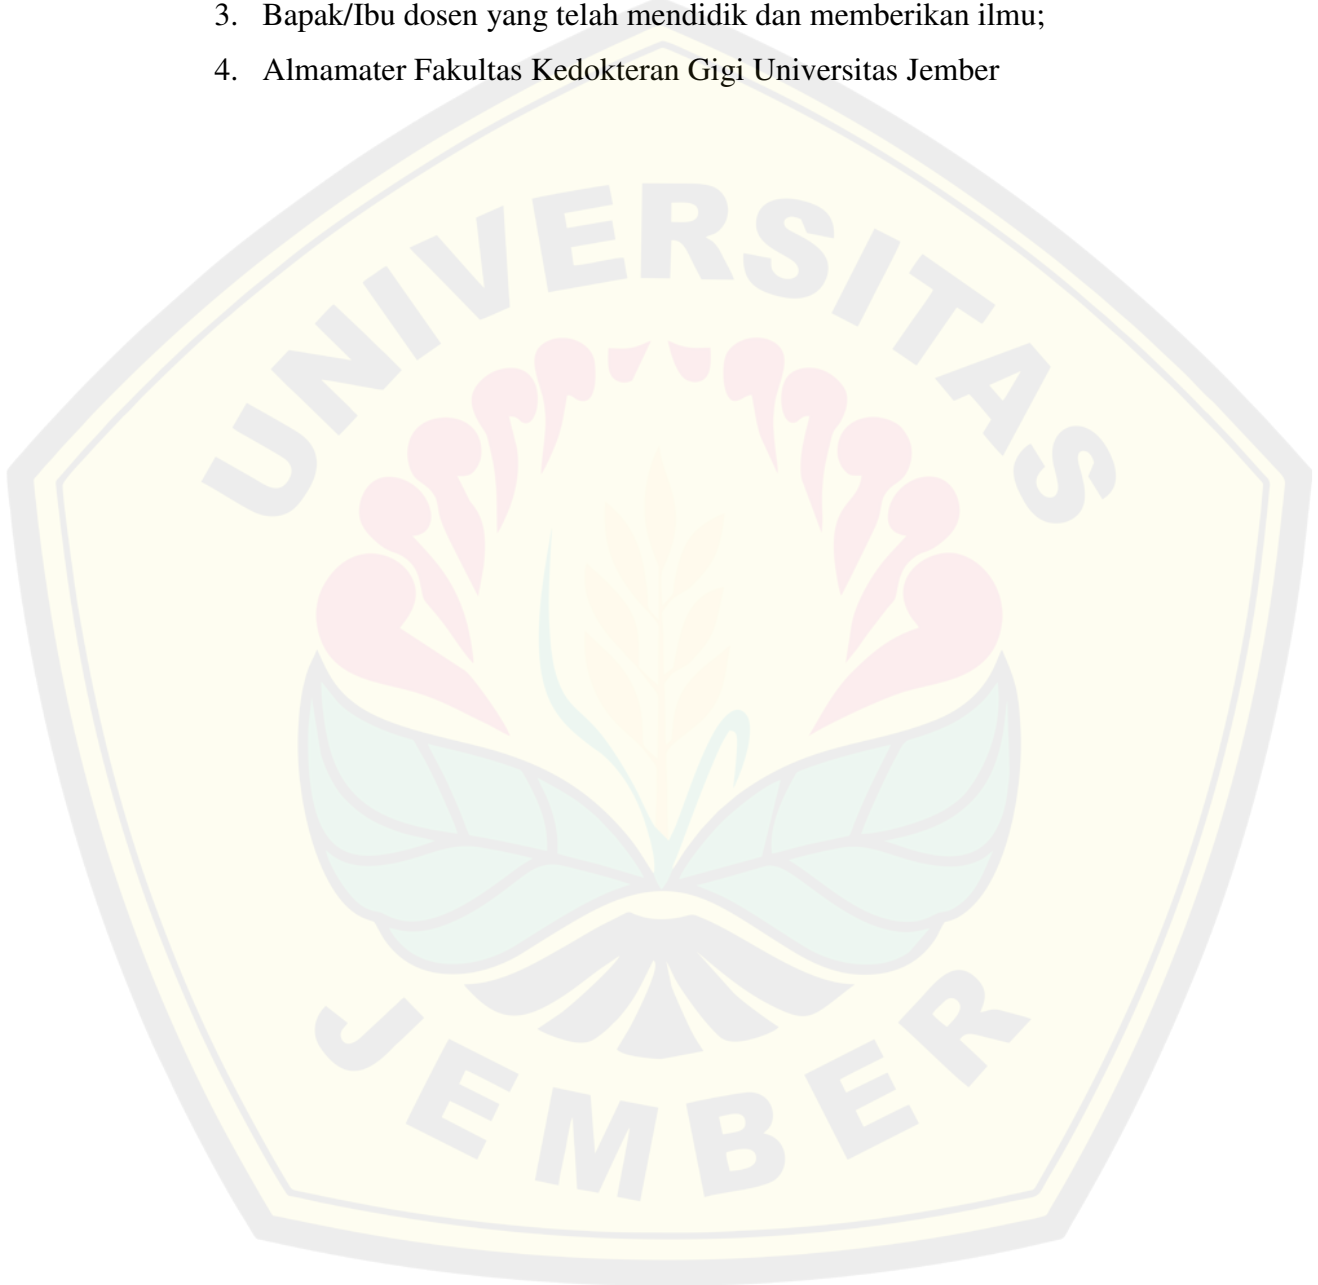 3. Bapak/Ibu dosen yang telah mendidik dan memberikan ilmu;
4. Almamater Fakultas Kedokteran Gigi Universitas Jember
UNIVERSITAS
JEMBER